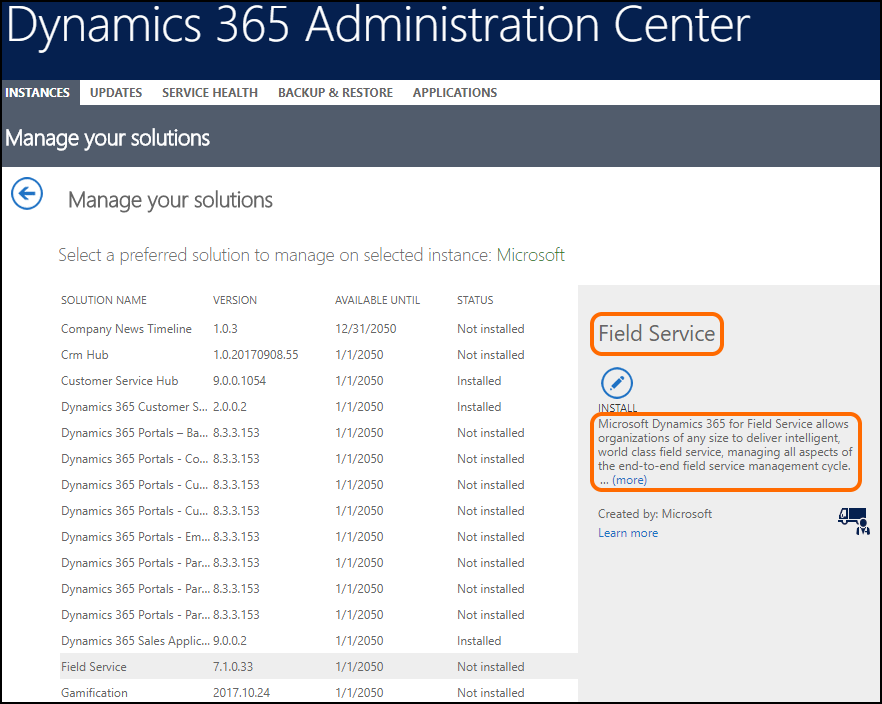 Dynamics 365 Administration Center
INSTANCES UPDATES SERVICE HEALTH BACKUP & RESTORE APPLICATIONS
Manage your solutions
Manage your solutions
Select a preferred solution to manage on selected instance: Microsoft
SOLUTION NAME VERSION AVAILABLE UNTIL STATUS
Company News Timeline 1.0.3 12/31/2050 Not installed
Crm Hub 1.0.20170908.55 1/1/2050 Not installed
Customer Service Hub 9.0.0.1054 1/1/2050 Installed
Dynamics 365 Customer S... 2.0.0.2 1/1/2050 Installed
Dynamics 365 Portals – Ba... 8.3.3.153 1/1/2050 Not installed
Dynamics 365 Portals - Co... 8.3.3.153 1/1/2050 Not installed
Dynamics 365 Portals - Cu... 8.3.3.153 1/1/2050 Not installed
Dynamics 365 Portals - Cu... 8.3.3.153 1/1/2050 Not installed
Dynamics 365 Portals - Em... 8.3.3.153 1/1/2050 Not installed
Dynamics 365 Portals - Par... 8.3.3.153 1/1/2050 Not installed
Dynamics 365 Portals - Par... 8.3.3.153 1/1/2050 Not installed
Dynamics 365 Portals - Par... 8.3.3.153 1/1/2050 Not installed
Dynamics 365 Sales Applic... 9.0.0.2 1/1/2050 Installed
Field Service 7.1.0.33 1/1/2050 Not installed
Gamification 2017.10.24 1/1/2050 Not installed
Field Service
INSTALL
Microsoft Dynamics 365 for Field Service allows
organizations of any size to deliver intelligent,
world class field service, managing all aspects of
the end-to-end field service management cycle.
... (more)
Created by: Microsoft
Learn more